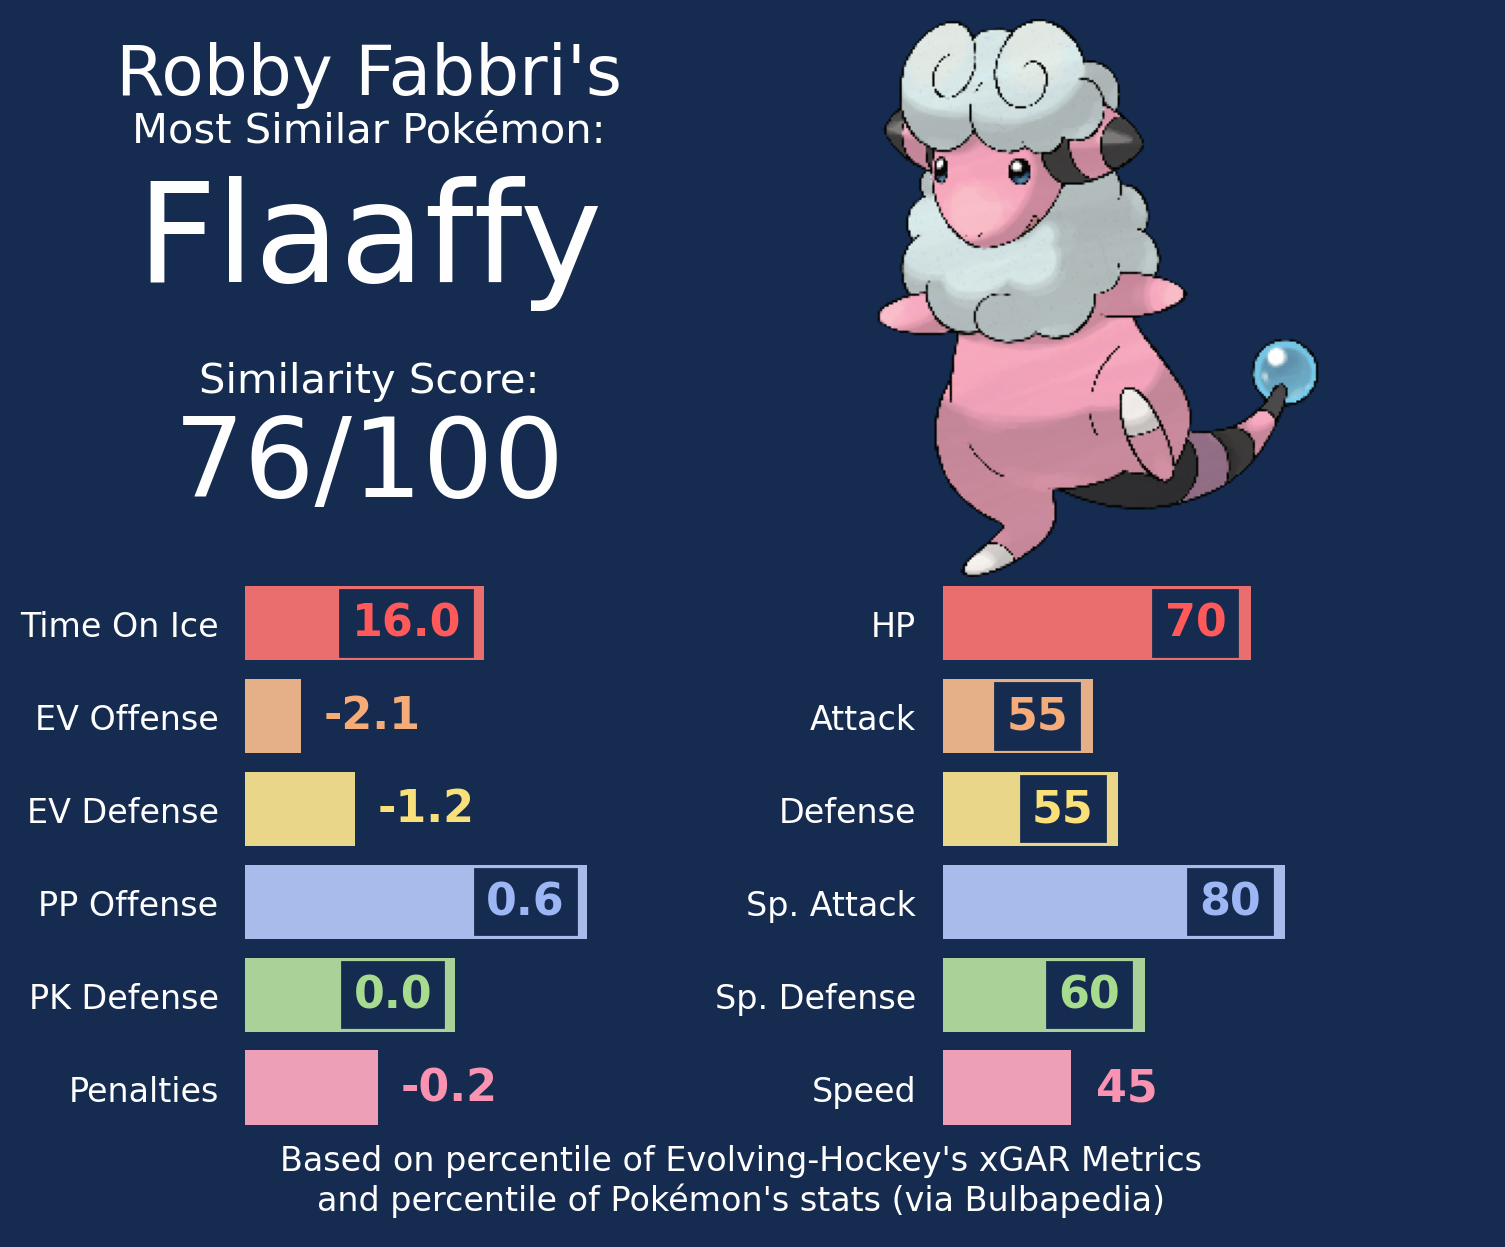 Robby Fabbri's
Most Similar Pokémon:
Flaaffy
Similarity Score:
76/100
Time On Ice 16.0
EV Offense -2.1
EV Defense -1.2
PP Offense 0.6
PK Defense 0.0
Penalties -0.2
HP 70
Attack 55
Defense 55
Sp. Attack 80
Sp. Defense 60
Speed 45
Based on percentile of Evolving-Hockey's xGAR Metrics
and percentile of Pokémon's stats (via Bulbapedia)